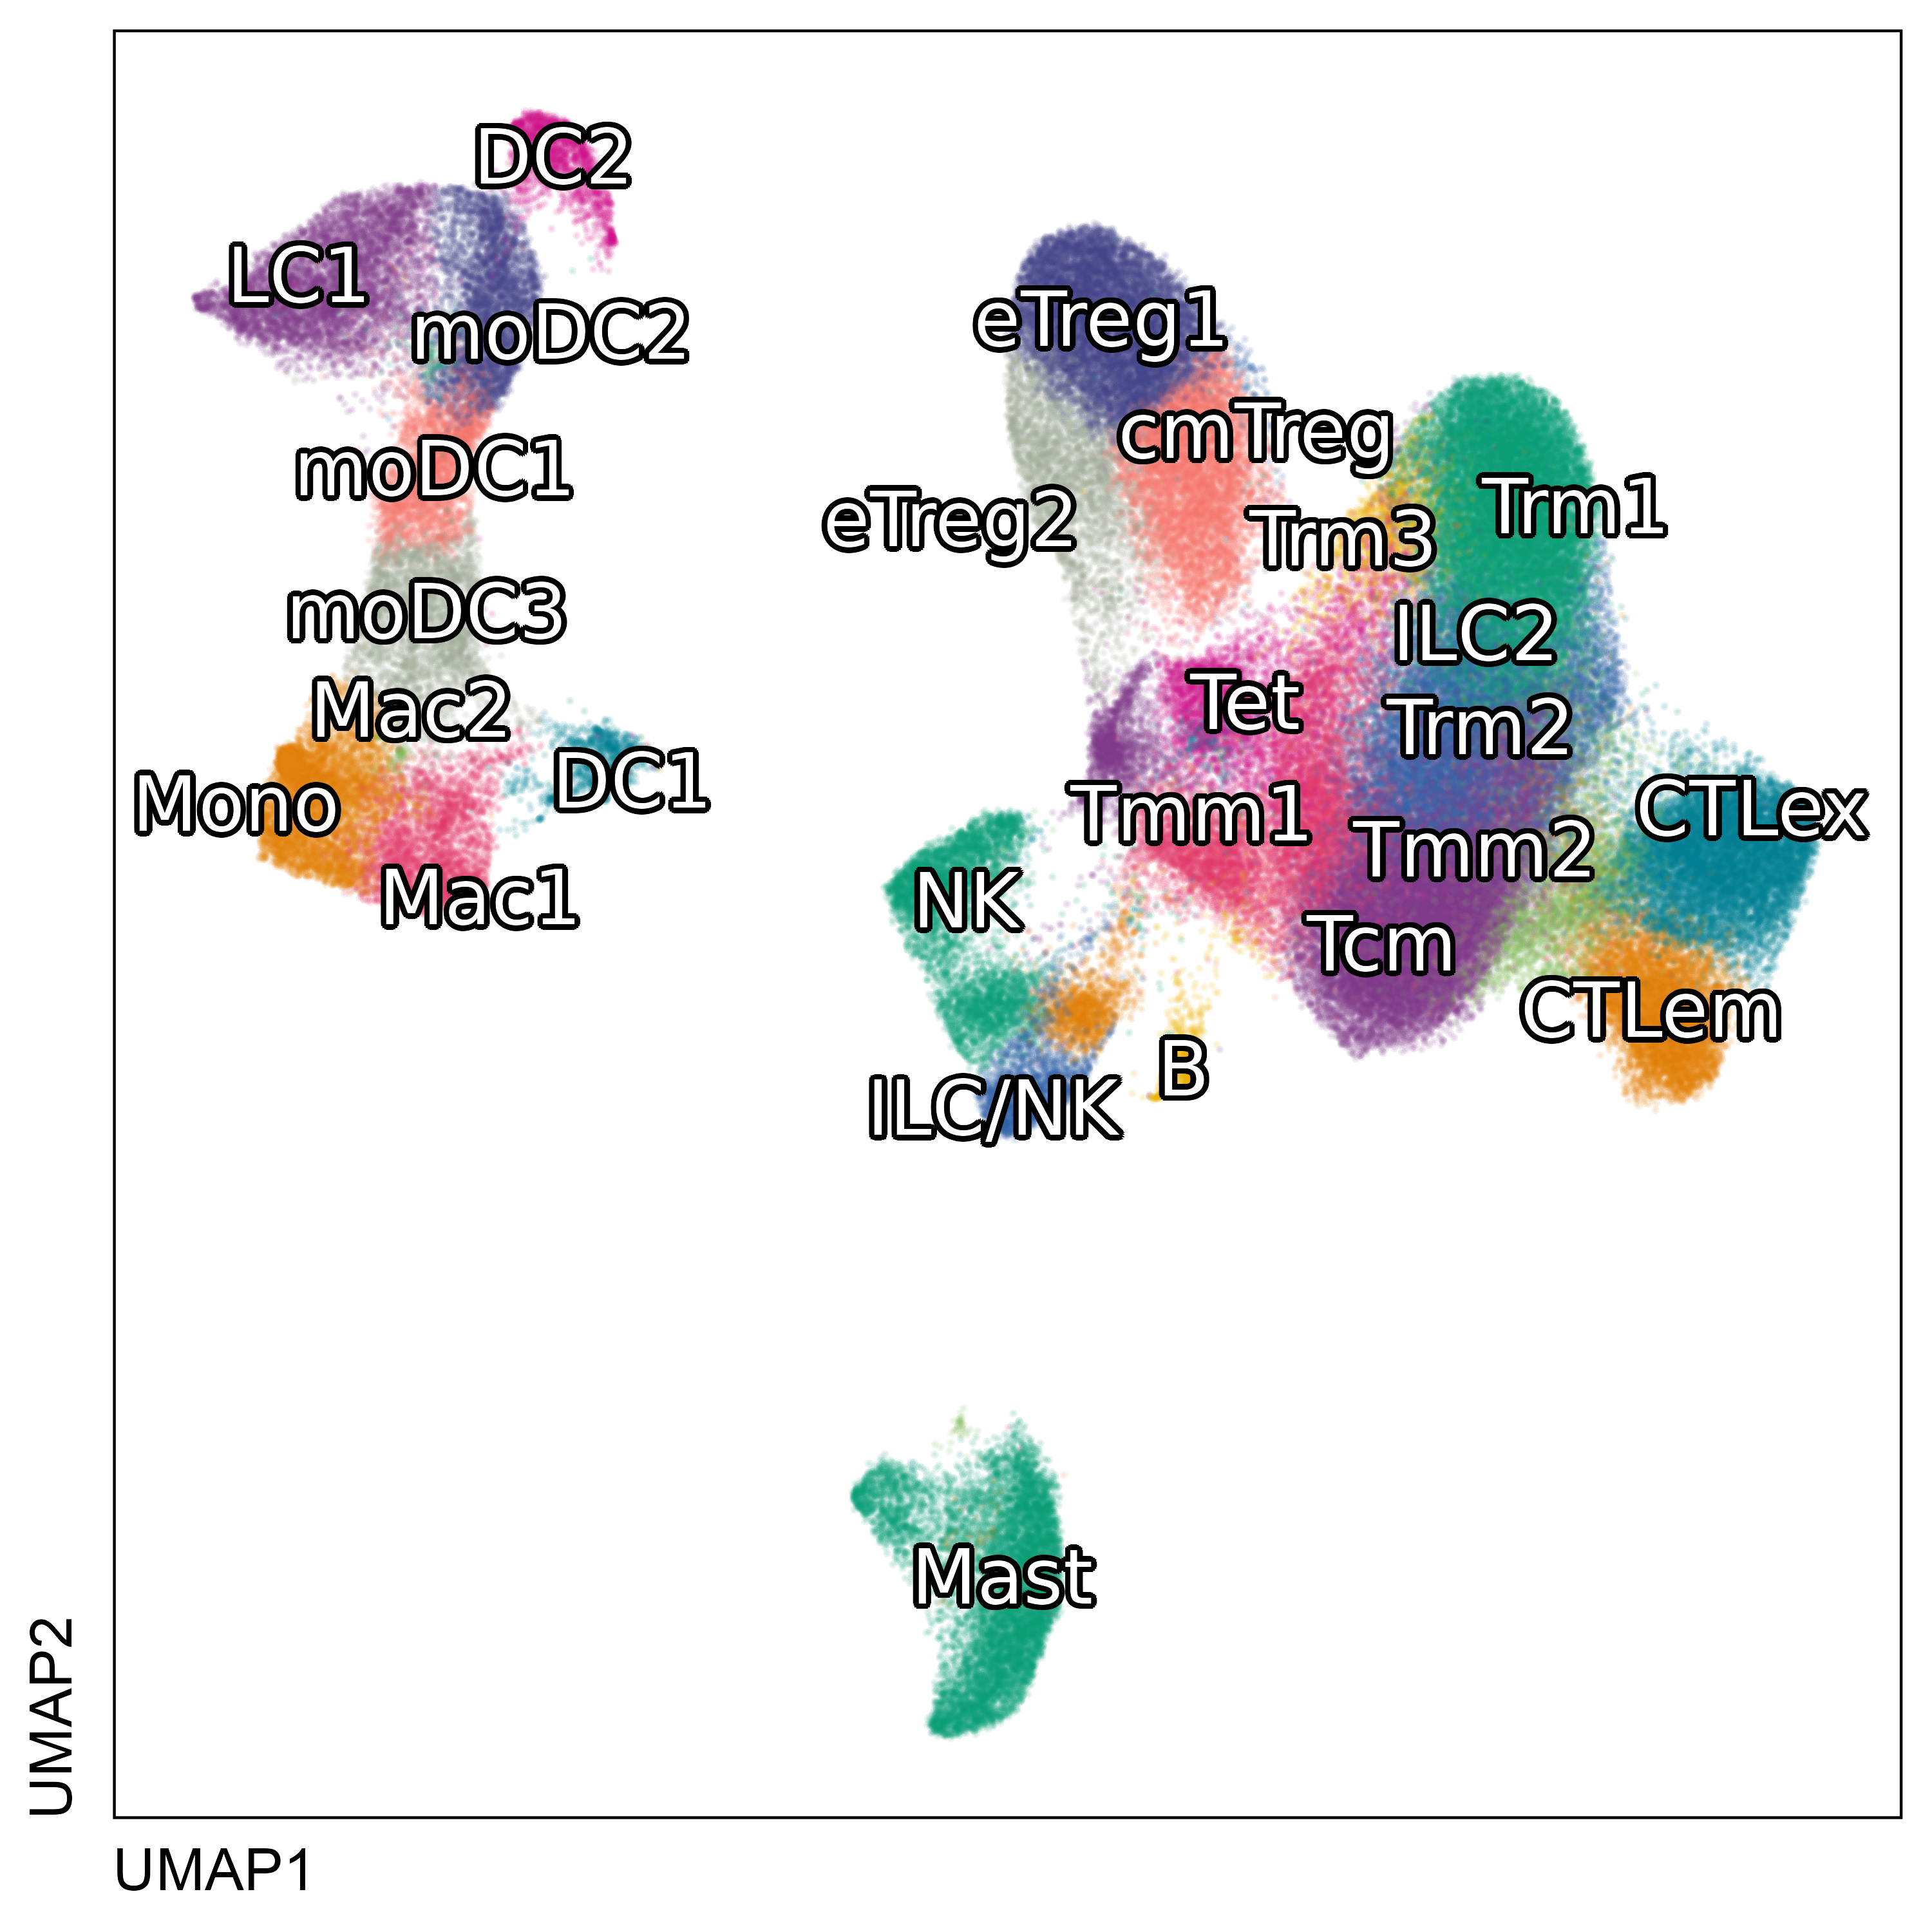 DC2
LC1
moDC2
eTreg1
cmTreg
moDC1
Trm1
eTreg2
Trm3
moDC3
ILC2
Mac2
Tet
Trm2
DC1
Mono
Tmm1
CTLex
Tmm2
Mac1
NK
Tcm
CTLem
B
ILC/NK
Mast
UMAP2
UMAP1